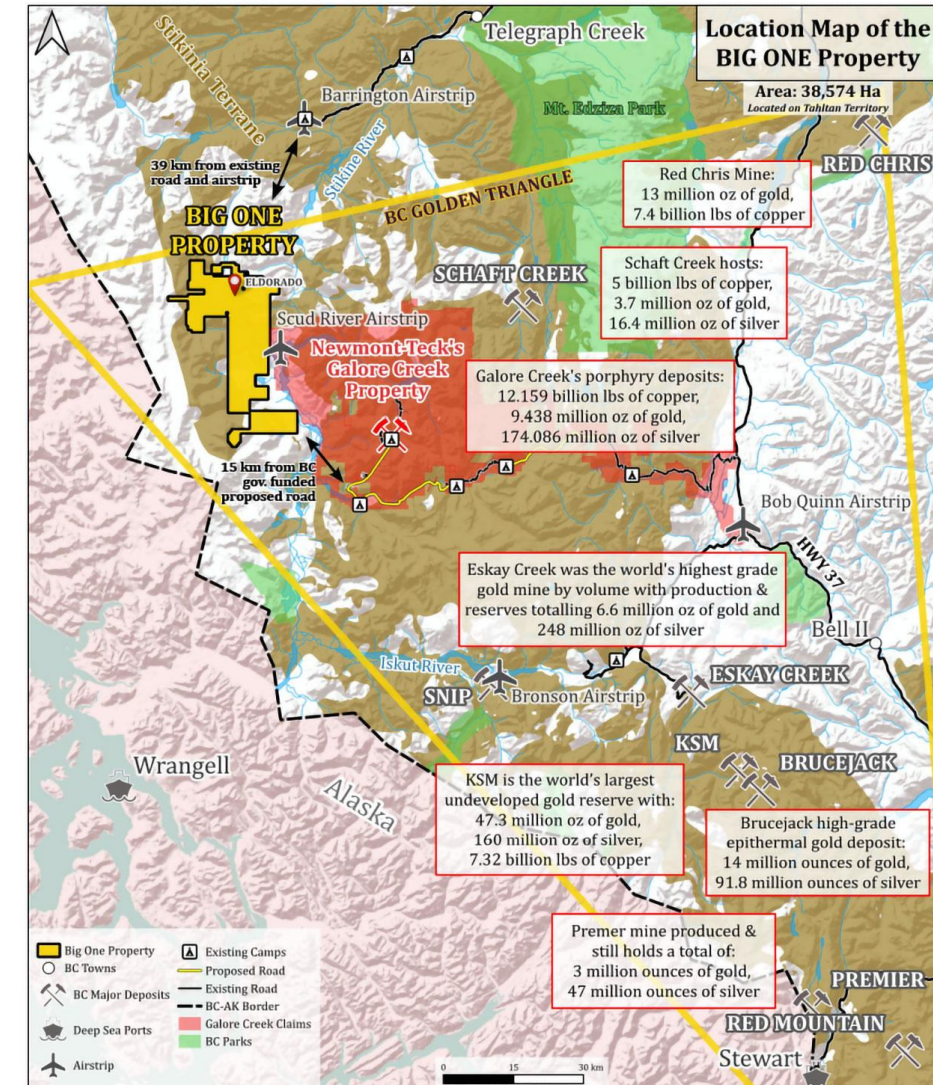 Location Map of the
BIG ONE Property
Area: 38,574 Ha
Located on Tahltan Territory
Telegraph Creek
Stikinia Terrane
Barrington Airstrip
Mt. Edziza Park
RED CHRIS
39 km from existing
road and airstrip
Stikine River
Red Chris Mine:
13 million oz of gold,
7.4 billion lbs of copper
BC GOLDEN TRIANGLE
BIG ONE
PROPERTY
ELDORADO
SCHAFT CREEK
Schaft Creek hosts:
5 billion lbs of copper,
3.7 million oz of gold,
16.4 million oz of silver
Scud River Airstrip
Newmont-Teck's
Galore Creek
Property
Galore Creek's porphyry deposits:
12.159 billion lbs of copper,
9.438 million oz of gold,
174.086 million oz of silver
15 km from BC
gov. funded
proposed road
Bob Quinn Airstrip
HWY 37
Eskay Creek was the world's highest grade
gold mine by volume with production &
reserves totalling 6.6 million oz of gold and
248 million oz of silver
Bell II
Iskut River
SNIP
Bronson Airstrip
ESKAY CREEK
KSM
BRUCEJACK
Wrangell
Alaska
KSM is the world's largest
undeveloped gold reserve with:
47.3 million oz of gold,
160 million oz of silver,
7.32 billion lbs of copper
Brucejack high-grade
epithermal gold deposit:
14 million ounces of gold,
91.8 million ounces of silver
Premer mine produced &
still holds a total of:
3 million ounces of gold,
47 million ounces of silver
PREMIER
RED MOUNTAIN
Stewart
Big One Property
BC Towns
BC Major Deposits
Deep Sea Ports
Airstrip
Existing Camps
Proposed Road
Existing Road
BC-AK Border
Galore Creek Claims
BC Parks
0 15 30 km